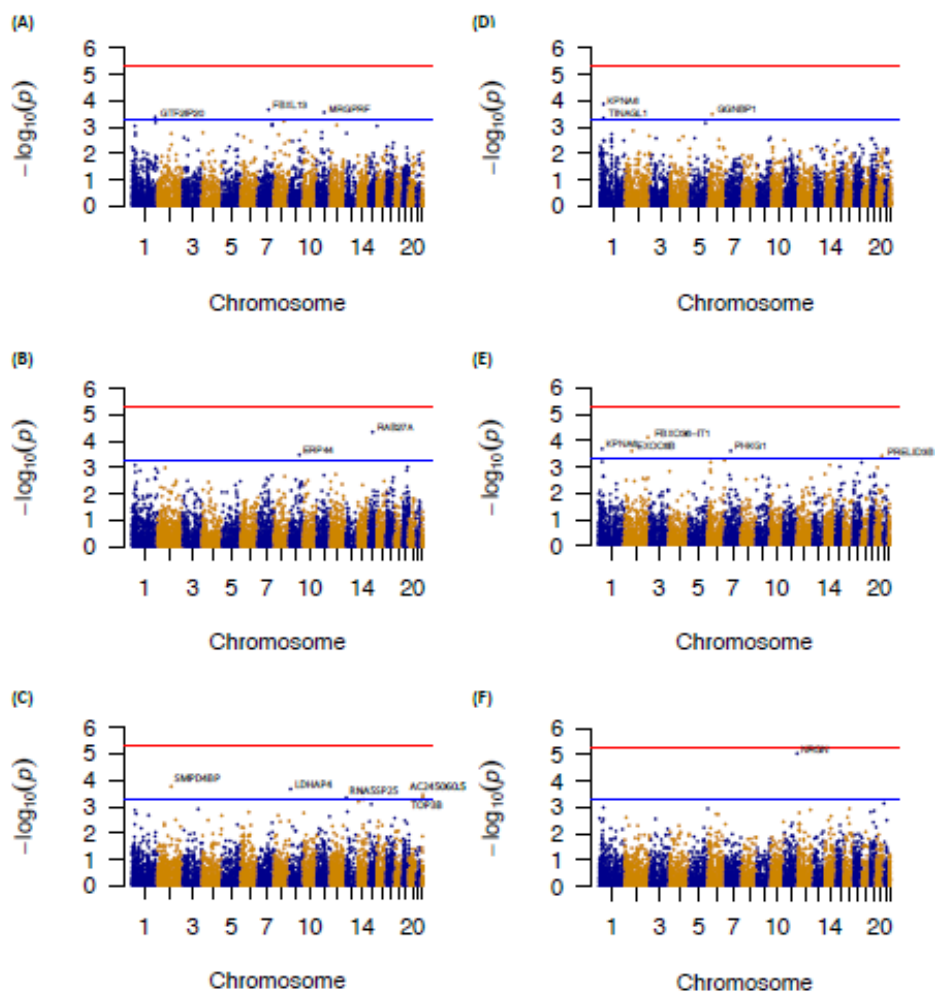 (A)
6
5
4
3
2
1
0
−log10(p)
GTF2IP20
FBXL13
MRGPRF
1 3 5 7 10 14 20
Chromosome
(B)
6
5
4
3
2
1
0
−log10(p)
ERP44
RAB27A
1 3 5 7 10 14 20
Chromosome
(C)
6
5
4
3
2
1
0
−log10(p)
SMPD4BP
LDHAP4
RNA5SP25
AC245060.5
TOP3B
1 3 5 7 10 14 20
Chromosome
(D)
6
5
4
3
2
1
0
−log10(p)
KPNA6
TINAGL1
GGNBP1
1 3 5 7 10 14 20
Chromosome
(E)
6
5
4
3
2
1
0
−log10(p)
KPNA6
EXOC6B
FBXO36−IT1
PHKG1
PRELID3B
1 3 5 7 10 14 20
Chromosome
(F)
6
5
4
3
2
1
0
−log10(p)
1 3 5 7 10 14 20
Chromosome